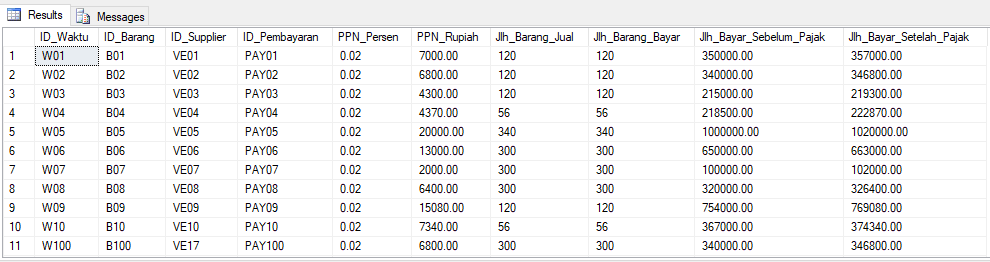 Results Messages
ID_Waktu ID_Barang ID_Supplier ID_Pembayaran PPN_Persen PPN_Rupiah Jlh_Barang_Jual Jlh_Barang_Bayar Jlh_Bayar_Sebelum_Pajak Jlh_Bayar_Setelah_Pajak
1 W01 B01 VE01 PAY01 0.02 7000.00 120 120 350000.00 357000.00
2 W02 B02 VE02 PAY02 0.02 6800.00 120 120 340000.00 346800.00
3 W03 B03 VE03 PAY03 0.02 4300.00 120 120 215000.00 219300.00
4 W04 B04 VE04 PAY04 0.02 4370.00 56 56 218500.00 222870.00
5 W05 B05 VE05 PAY05 0.02 20000.00 340 340 1000000.00 1020000.00
6 W06 B06 VE06 PAY06 0.02 13000.00 300 300 650000.00 663000.00
7 W07 B07 VE07 PAY07 0.02 2000.00 300 300 100000.00 102000.00
8 W08 B08 VE08 PAY08 0.02 6400.00 300 300 320000.00 326400.00
9 W09 B09 VE09 PAY09 0.02 15080.00 120 120 754000.00 769080.00
10 W10 B10 VE10 PAY10 0.02 7340.00 56 56 367000.00 374340.00
11 W100 B100 VE17 PAY100 0.02 6800.00 300 300 340000.00 346800.00